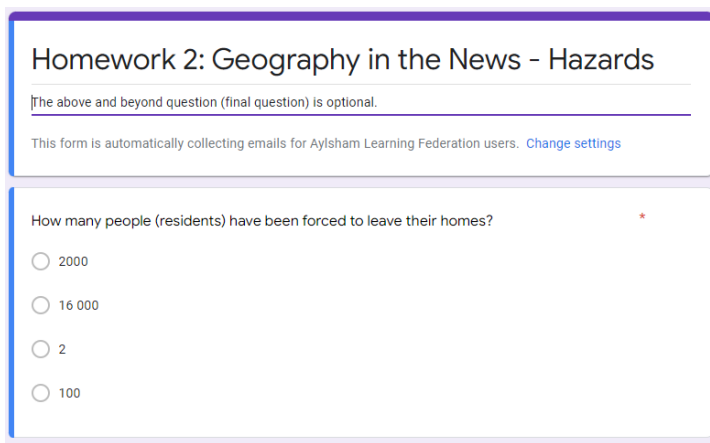 Homework 2: Geography in the News - Hazards
The above and beyond question (final question) is optional.
This form is automatically collecting emails for Aylsham Learning Federation users. Change settings
How many people (residents) have been forced to leave their homes? *
2000
16 000
2
100